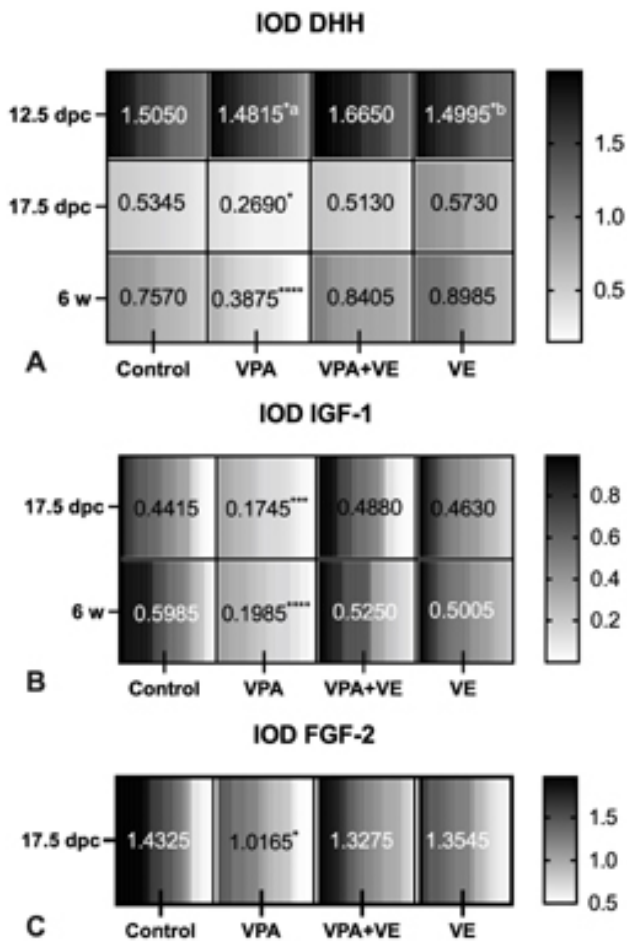 IOD DHH
12.5 dpc 1.5050 1.4815*a 1.6650 1.4995*b 1.5
17.5 dpc 0.5345 0.2690* 0.5130 0.5730 1.0
6 w 0.7570 0.3875**** 0.8405 0.8985 0.5
A Control VPA VPA+VE VE
IOD IGF-1
17.5 dpc 0.4415 0.1745*** 0.4880 0.4630 0.8
0.6
0.4
6 w 0.5985 0.1985**** 0.5250 0.5005 0.2
B Control VPA VPA+VE VE
IOD FGF-2
1.5
17.5 dpc 1.4325 1.0165* 1.3275 1.3545 1.0
0.5
C Control VPA VPA+VE VE